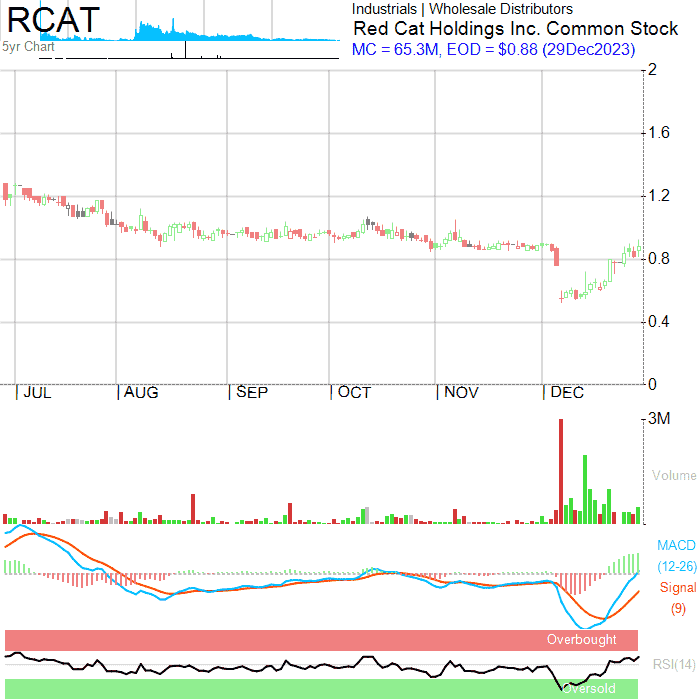 RCAT
5yr Chart
Industrials | Wholesale Distributors
Red Cat Holdings Inc. Common Stock
MC = 65.3M, EOD = $0.88 (29Dec2023)
2
1.6
1.2
0.8
0.4
0
| JUL | AUG | SEP | OCT | NOV | DEC
3M
Volume
MACD
(12-26)
Signal
(9)
Overbought
RSI(14)
Oversold